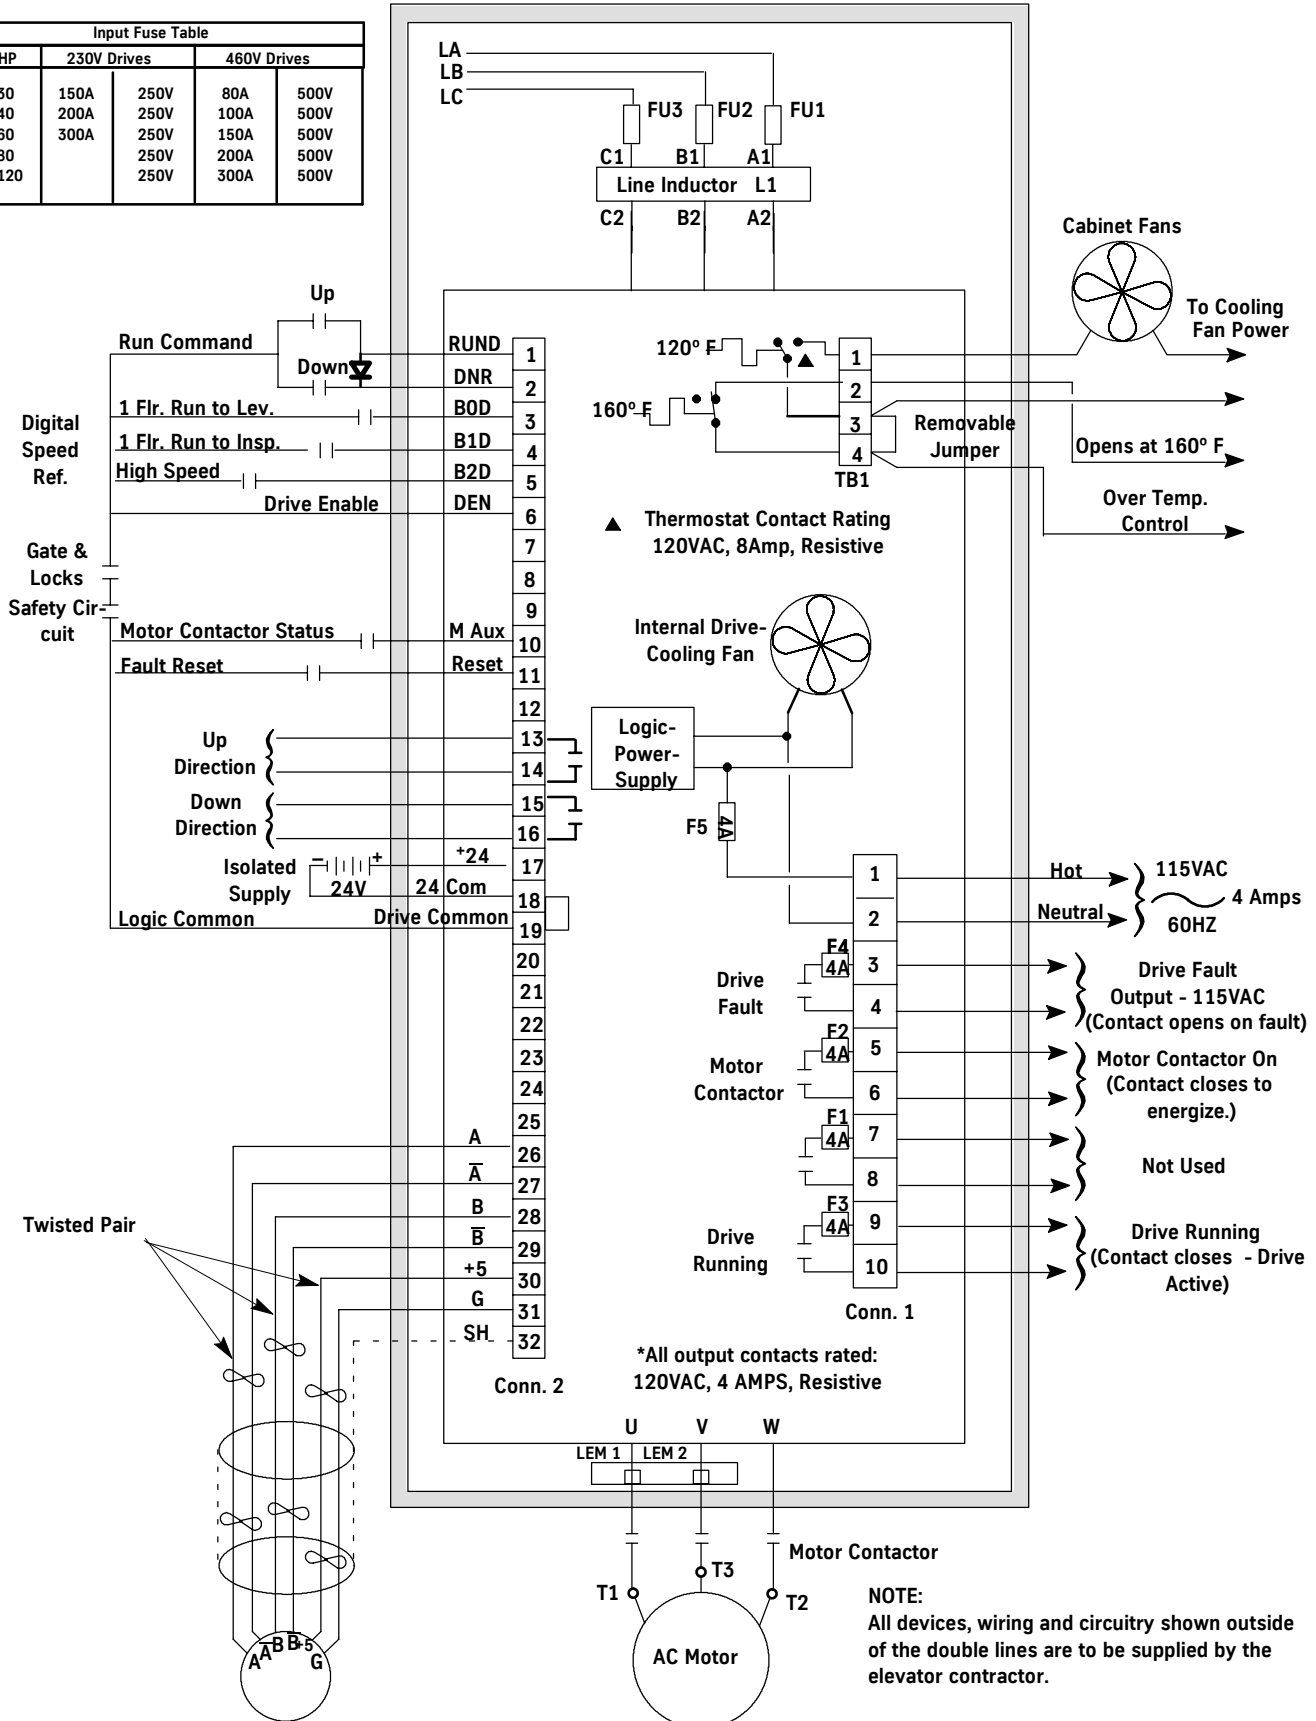 Input Fuse Table
HP 230V Drives 460V Drives
30 150A 250V 80A 500V
40 200A 250V 100A 500V
60 300A 250V 150A 500V
80 250V 200A 500V
120 250V 300A 500V
LA
LB
LC
FU3 FU2 FU1
C1 B1 A1
Line Inductor L1
C2 B2 A2
Cabinet Fans
To Cooling
Fan Power
Up
Run Command
Down
RUND
DNR
1 Flr. Run to Lev.
B0D
1 Flr. Run to Insp.
B1D
High Speed
B2D
Drive Enable
DEN
Digital
Speed
Ref.
120º F
160º F
1
2
3
4
TB1
Removable
Jumper
Opens at 160º F
Over Temp.
Control
▲ Thermostat Contact Rating
120VAC, 8Amp, Resistive
Gate &
Locks
Safety Cir-
cuit
Motor Contactor Status
M Aux
Fault Reset
Reset
Internal Drive-
Cooling Fan
Logic-
Power-
Supply
Up
Direction
Down
Direction
Isolated
Supply
− +
24V
+24
24 Com
Logic Common
Drive Common
1
2
3
4
5
6
7
8
9
10
11
12
13
14
15
16
17
18
19
20
21
22
23
24
25
26
27
28
29
30
31
32
Conn. 2
F5 4A
1
2
3
4
5
6
7
8
9
10
Conn. 1
Hot
Neutral
115VAC
4 Amps
60HZ
Drive
Fault
F4
4A
Drive Fault
Output - 115VAC
(Contact opens on fault)
Motor
Contactor
F2
4A
Motor Contactor On
(Contact closes to
energize.)
F1
4A
Not Used
Drive
Running
F3
4A
Drive Running
(Contact closes - Drive
Active)
Twisted Pair
A
A̅
B
B̅
+5
G
SH
*All output contacts rated:
120VAC, 4 AMPS, Resistive
U V W
LEM 1 LEM 2
Motor Contactor
T1 T3 T2
AC Motor
A A̅ B B̅ +5 G
NOTE:
All devices, wiring and circuitry shown outside
of the double lines are to be supplied by the
elevator contractor.